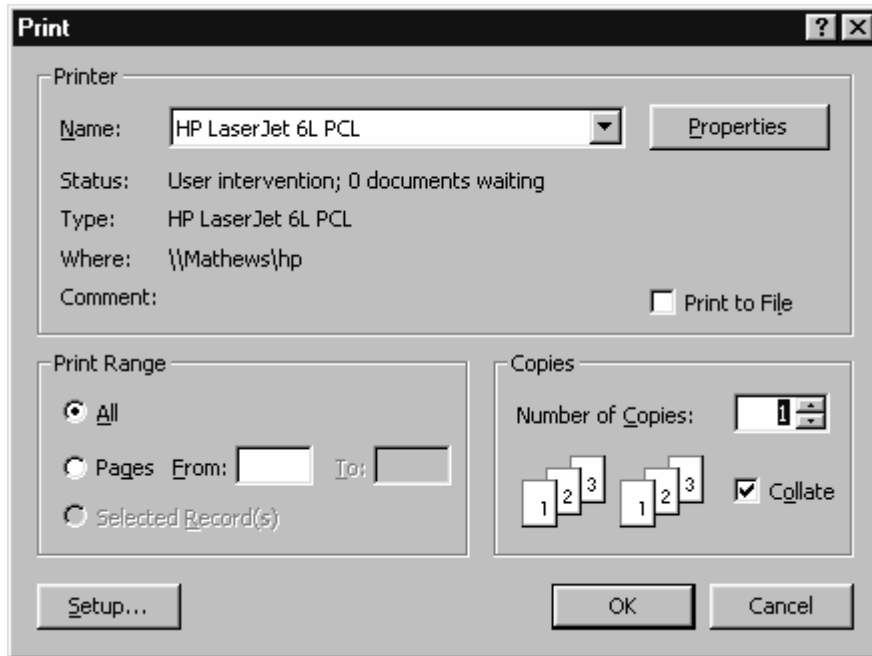 Print
Printer
Name: HP LaserJet 6L PCL Properties
Status: User intervention; 0 documents waiting
Type: HP LaserJet 6L PCL
Where: \\Mathews\hp
Comment: Print to File
Print Range
All
Pages From: To:
Selected Record(s)
Copies
Number of Copies: 1
1 2 3 1 2 3 Collate
Setup... OK Cancel